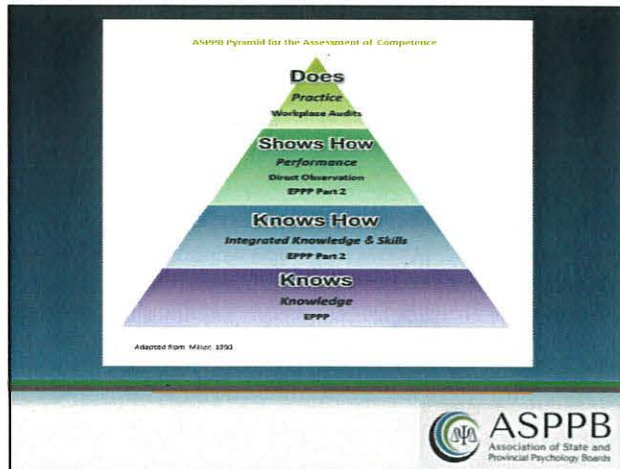 ASPPB Pyramid for the Assessment of Competence
Does
Practice
Workplace Audits
Shows How
Performance
Direct Observation
EPPP Part 2
Knows How
Integrated Knowledge & Skills
EPPP Part 2
Knows
Knowledge
EPPP
Adapted from Miller, 1990
ASPPB
Association of State and
Provincial Psychology Boards